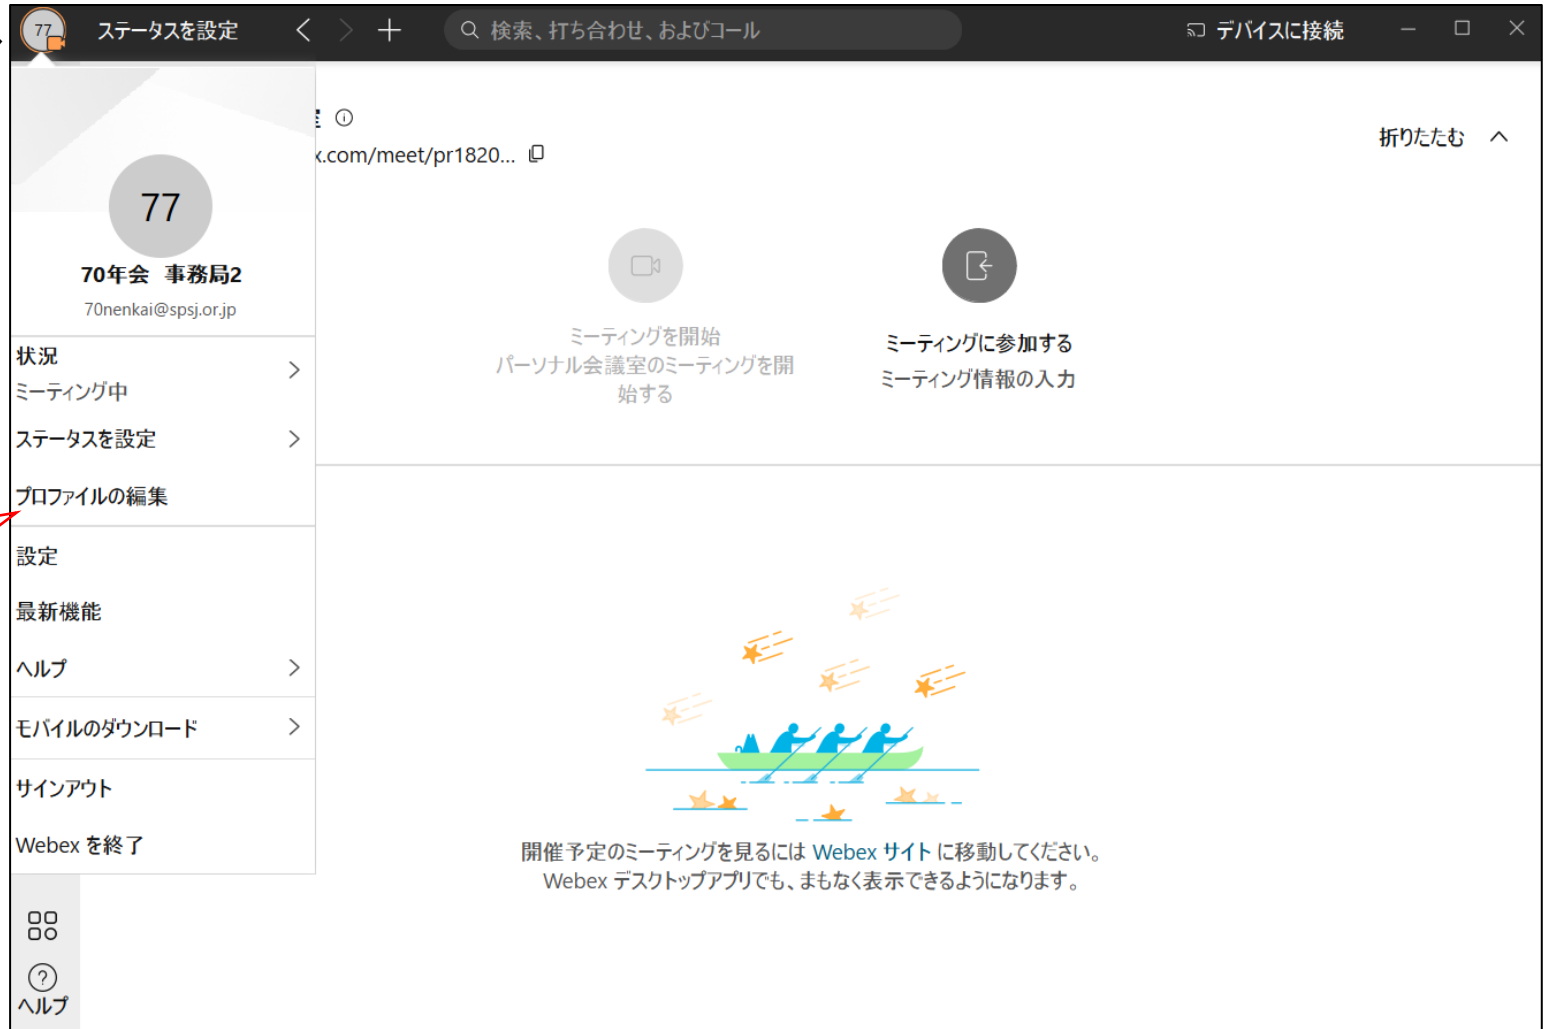 77 ステータスを設定
検索、打ち合わせ、およびコール
デバイスに接続
x.com/meet/pr1820...
折りたたむ
77
70年会 事務局2
70nenkai@spsj.or.jp
状況
ミーティング中
ステータスを設定
プロファイルの編集
設定
最新機能
ヘルプ
モバイルのダウンロード
サインアウト
Webex を終了
ヘルプ
ミーティングを開始
パーソナル会議室のミーティングを開
始する
ミーティングに参加する
ミーティング情報の入力
開催予定のミーティングを見るには Webex サイト に移動してください。
Webex デスクトップアプリでも、まもなく表示できるようになります。